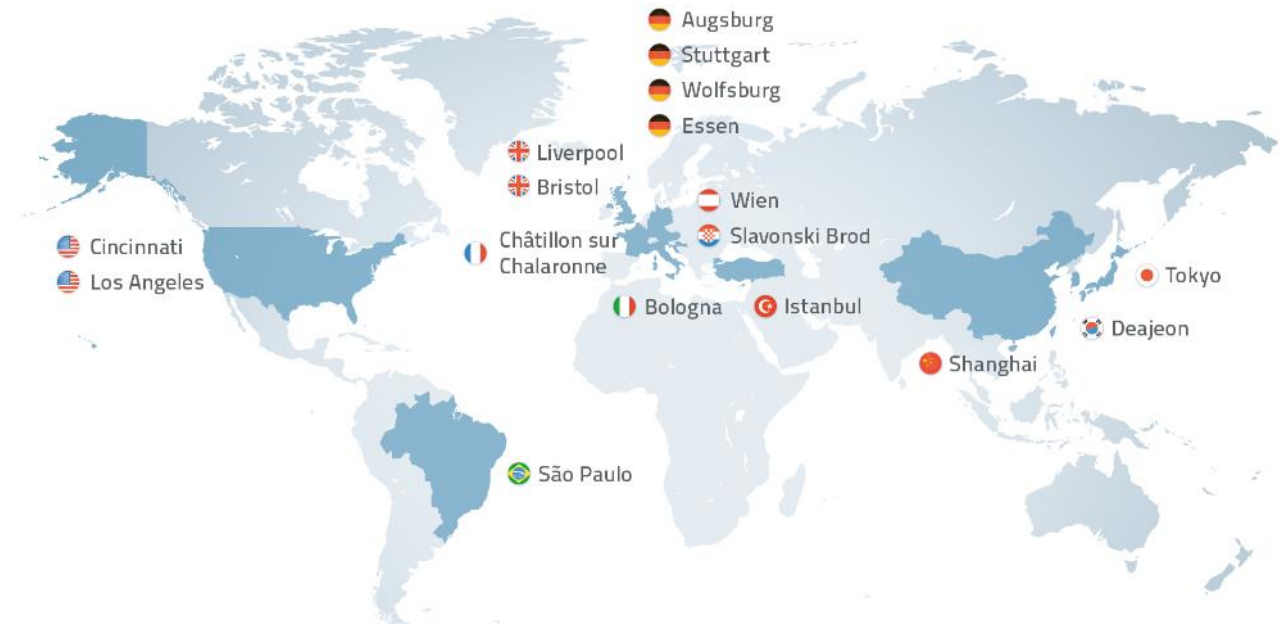 Augsburg
Stuttgart
Wolfsburg
Essen
Liverpool
Bristol
Wien
Slavonski Brod
Châtillon sur
Chalaronne
Cincinnati
Los Angeles
Bologna
Istanbul
Tokyo
Deajeon
Shanghai
São Paulo